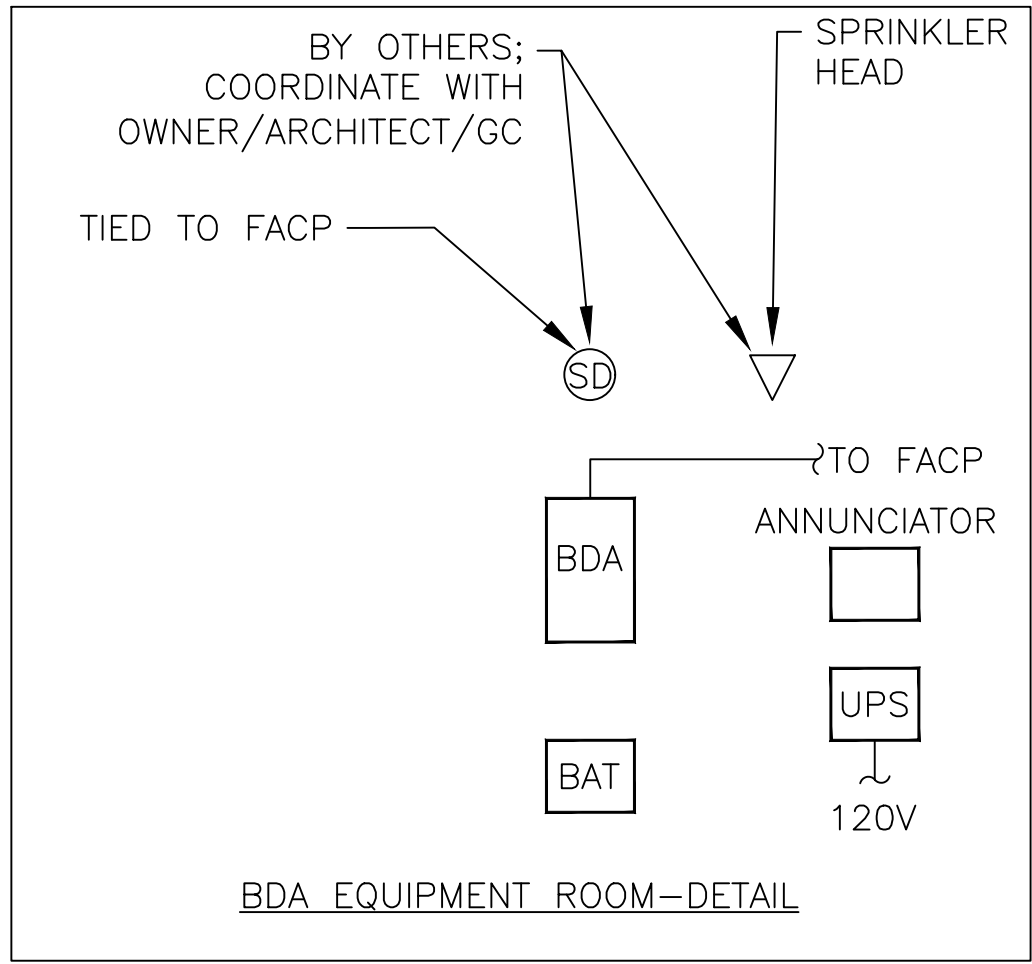 BY OTHERS;
COORDINATE WITH
OWNER/ARCHITECT/GC
SPRINKLER
HEAD
TIED TO FACP
SD
TO FACP
ANNUNCIATOR
BDA
UPS
BAT
120V
BDA EQUIPMENT ROOM-DETAIL